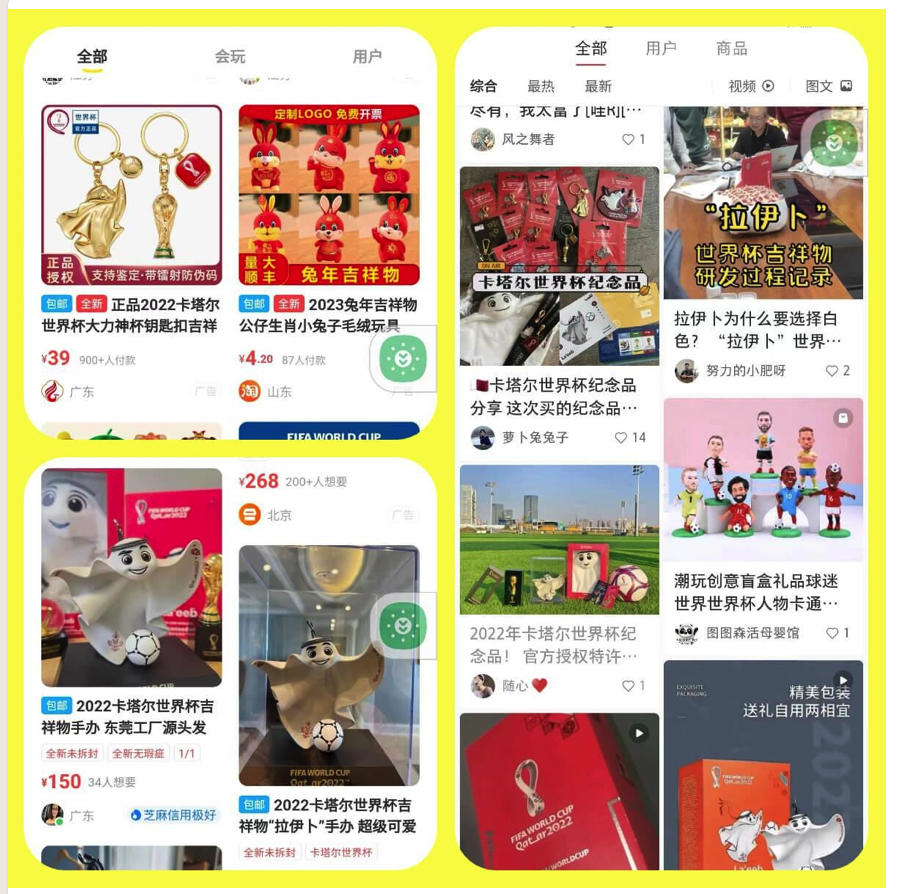 全部
会玩
用户
世界杯
官方正品
正品
授权
支持鉴定·带镭射防伪码
包邮 全新 正品2022卡塔尔
世界杯大力神杯钥匙扣吉祥
¥39 900+人付款
广东
广告
定制LOGO 免费开票
量大
顺丰
兔年吉祥物
包邮 全新 2023兔年吉祥物
公仔生肖小兔子毛绒玩具
¥4.20 87人付款
淘 山东
FIFA WORLD CUP
FIFA WORLD CUP
Qatar2022
La'eeb
包邮 2022卡塔尔世界杯吉
祥物手办 东莞工厂源头发
全新未拆封 全新无瑕疵 1/1
¥150 34人想要
广东
芝麻信用极好
¥268 200+人想要
北京
广告
FIFA WORLD CUP
Qatar2022
包邮 2022卡塔尔世界杯吉
祥物“拉伊卜”手办 超级可爱
全新未拆封 卡塔尔世界杯
全部 用户 商品
综合 最热 最新 视频 图文
尽有，我太富了[哇R][…
风之舞者 1
卡塔尔世界杯纪念品
🇶🇦卡塔尔世界杯纪念品
分享 这次买的纪念品…
萝卜兔兔子 14
2022年卡塔尔世界杯纪
念品！ 官方授权特许…
随心❤️ 1
FIFA WORLD CUP
Qatar2022
FIFA WORLD CUP
“拉伊卜”
世界杯吉祥物
研发过程记录
拉伊卜为什么要选择白
色？ “拉伊卜”世界…
努力的小肥呀 2
潮玩创意盲盒礼品球迷
世界世界杯人物卡通…
图图森活母婴馆 1
EXQUISITE
PACKAGING
精美包装
送礼自用两相宜
2022
La'eeb